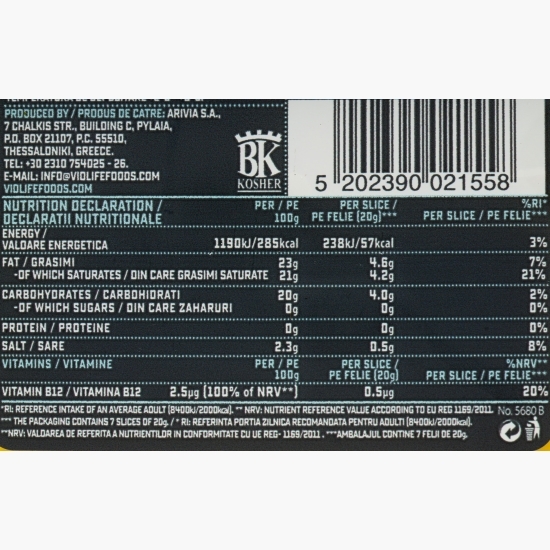 PRODUCED BY / PRODUS DE CATRE: ARIVIA S.A.,
7 CHALKIS STR., BUILDING C, PYLAIA,
P.O. BOX 21107, P.C. 55510,
THESSALONIKI, GREECE.
TEL: +30 2310 754025 - 26.
E-MAIL: INFO@VIOLIFEFOODS.COM
VIOLIFEFOODS.COM
BK
KOSHER
5 202390 021558
NUTRITION DECLARATION / DECLARATII NUTRITIONALE PER / PE 100g PER SLICE / PE FELIE (20g)*** %RI* PER SLICE / PE FELIE***
ENERGY / VALOARE ENERGETICA 1190kJ/285kcal 238kJ/57kcal 3%
FAT / GRASIMI 23g 4.6g 7%
-OF WHICH SATURATES / DIN CARE GRASIMI SATURATE 21g 4.2g 21%
CARBOHYDRATES / CARBOHIDRATI 20g 4.0g 2%
-OF WHICH SUGARS / DIN CARE ZAHARURI 0g 0g 0%
PROTEIN / PROTEINE 0g 0g 0%
SALT / SARE 2.3g 0.5g 8%
VITAMINS / VITAMINE PER / PE 100g PER SLICE / PE FELIE (20g) %NRV** PER SLICE / PE FELIE***
VITAMIN B12 / VITAMINA B12 2.5µg (100% of NRV**) 0.5µg 20%
*RI: REFERENCE INTAKE OF AN AVERAGE ADULT (8400kJ/2000kcal). ** NRV: NUTRIENT REFERENCE VALUE ACCORDING TO EU REG 1169/2011. No. 5680 B
*** THE PACKAGING CONTAINS 7 SLICES OF 20g. / * RI: REFERINTA PORTIA ZILNICA RECOMANDATA PENTRU ADULTI (8400kJ/2000kcal).
**NRV: VALOAREA DE REFERITA A NUTRIENTILOR IN CONFORMITATE CU UE REG- 1169/2011 . ***AMBALAJUL CONTINE 7 FELII DE 20g.